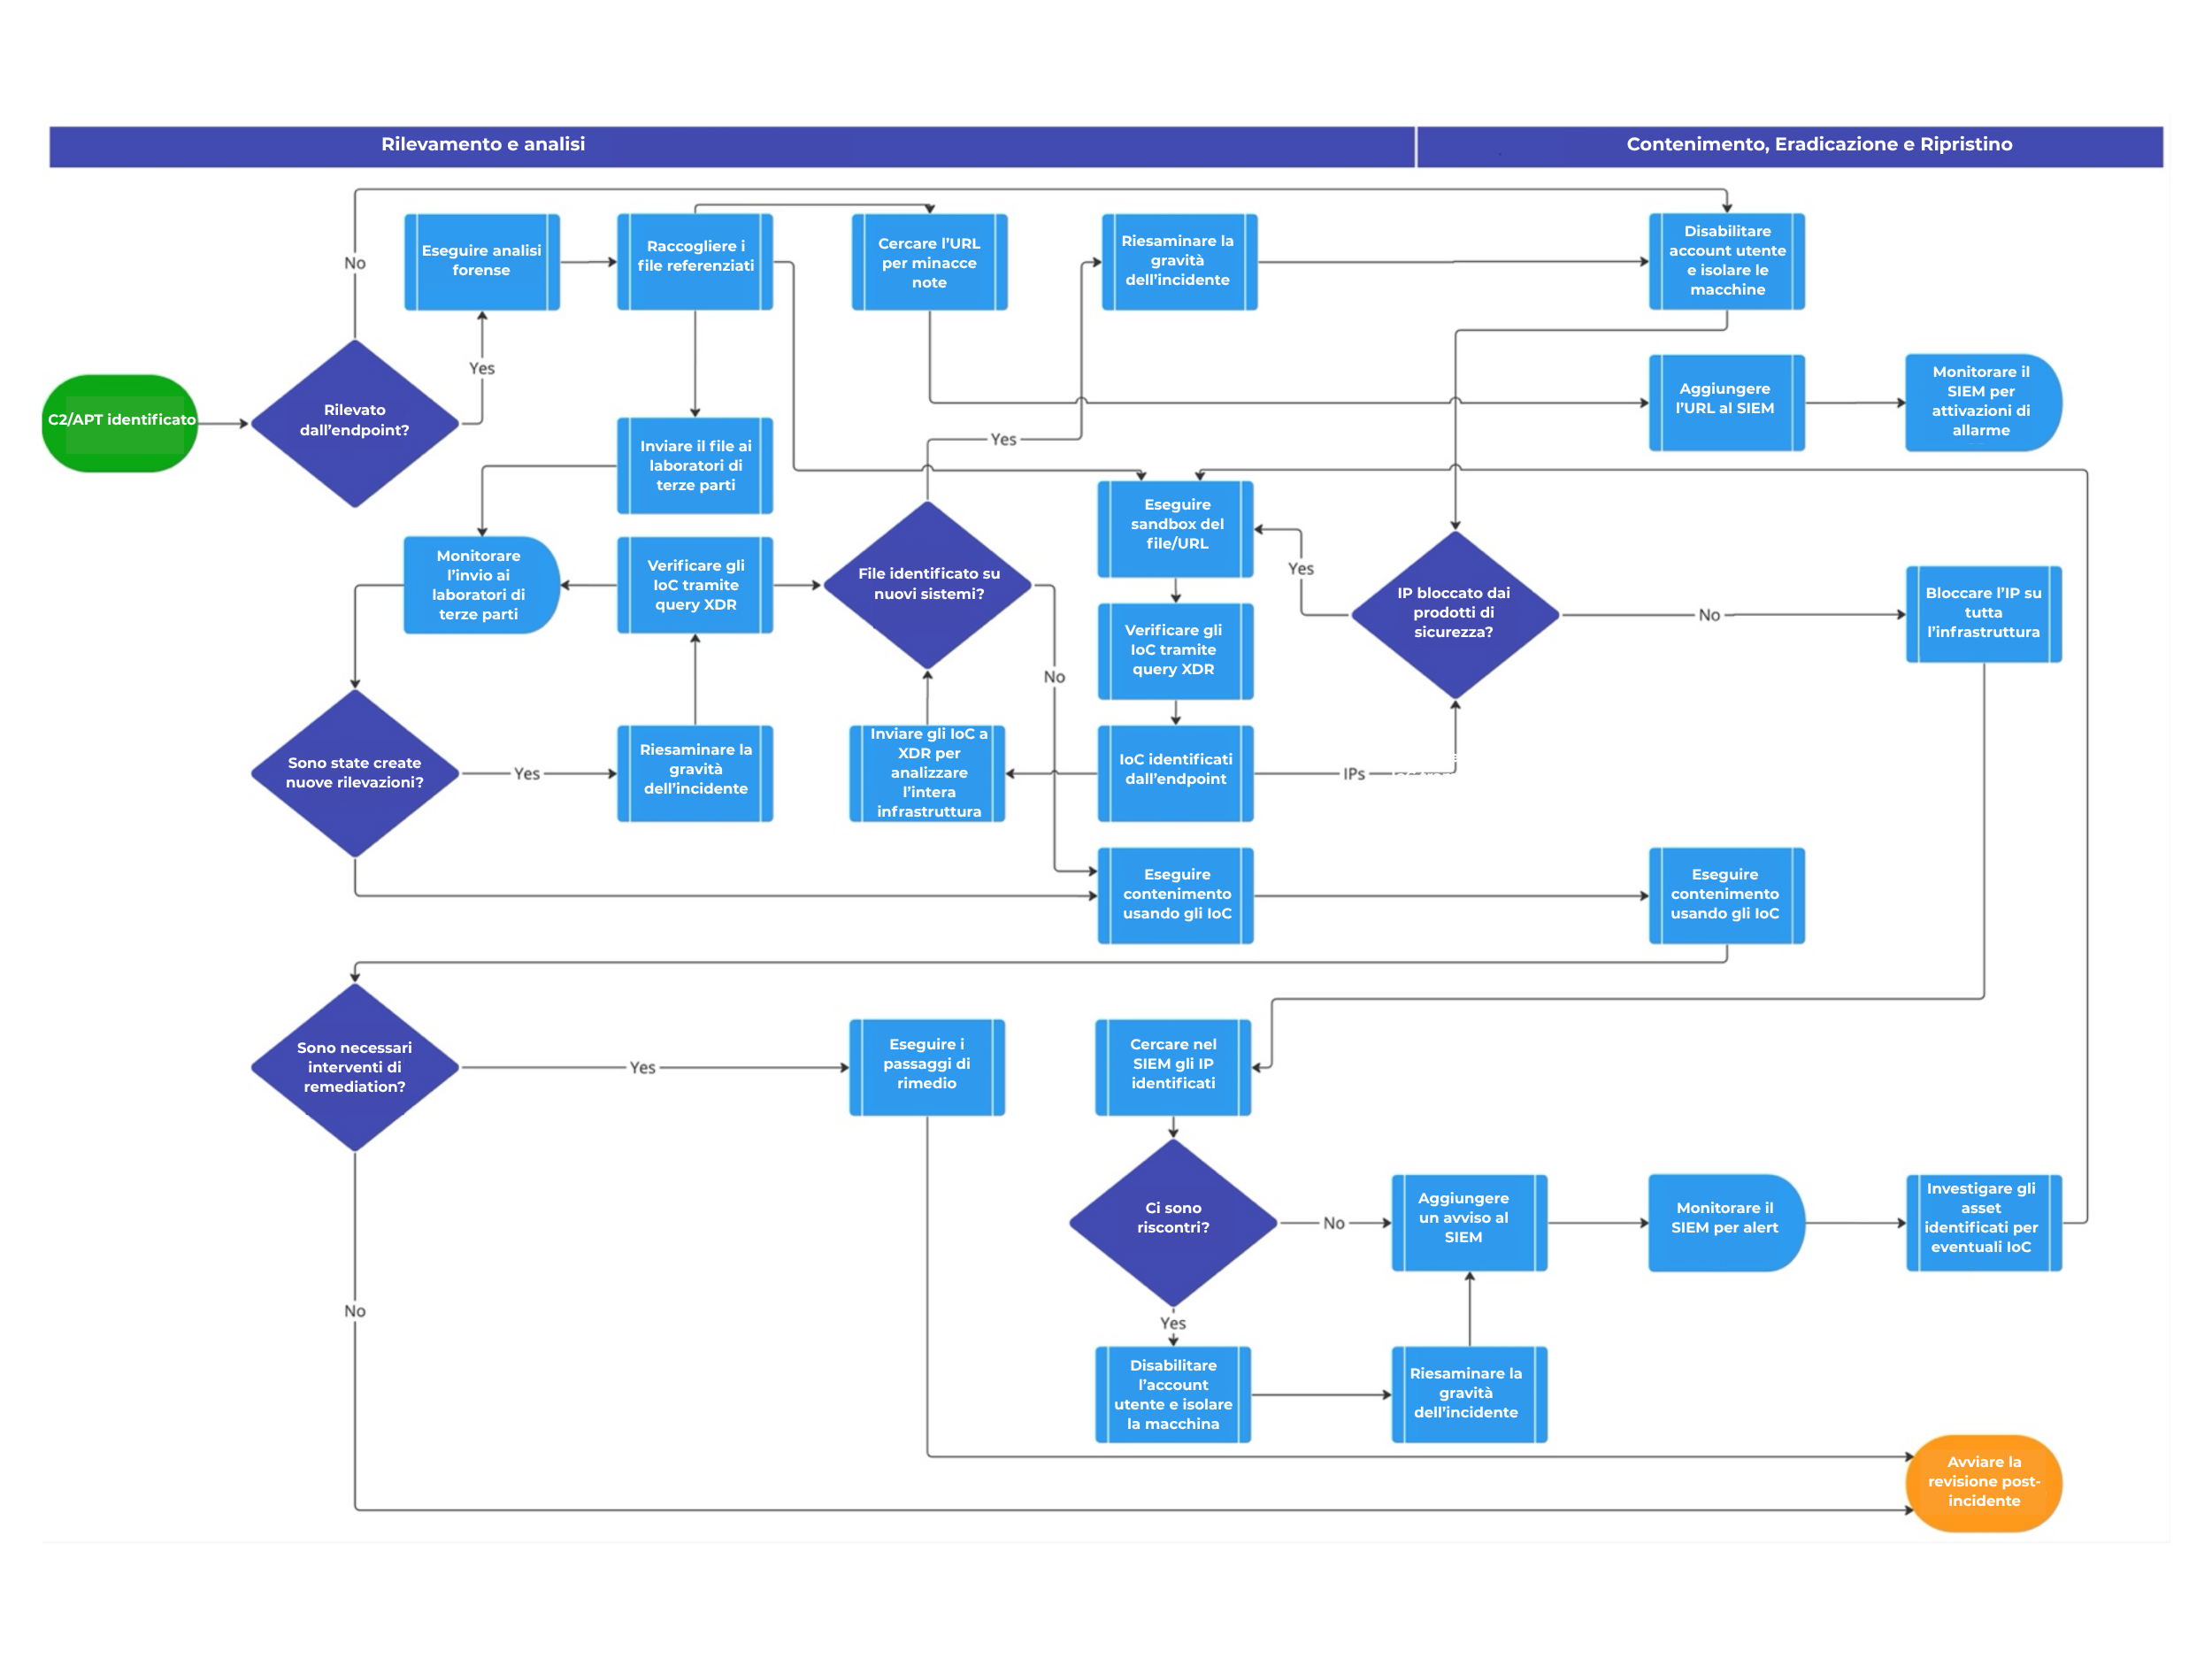 Rilevamento e analisi
Contenimento, Eradicazione e Ripristino
No
Eseguire analisi
forense
Raccogliere i
file referenziati
Cercare l’URL
per minacce
note
Riesaminare la
gravità
dell’incidente
Disabilitare
account utente
e isolare le
macchine
Yes
C2/APT identificato
Rilevato
dall’endpoint?
Aggiungere
l’URL al SIEM
Monitorare il
SIEM per
attivazioni di
allarme
Yes
Inviare il file ai
laboratori di
terze parti
Eseguire
sandbox del
file/URL
Monitorare
l’invio ai
laboratori di
terze parti
Verificare gli
IoC tramite
query XDR
File identificato su
nuovi sistemi?
Yes
IP bloccato dai
prodotti di
sicurezza?
No
Bloccare l’IP su
tutta
l’infrastruttura
No
Verificare gli
IoC tramite
query XDR
Sono state create
nuove rilevazioni?
Yes
Riesaminare la
gravità
dell’incidente
Inviare gli IoC a
XDR per
analizzare
l’intera
infrastruttura
IoC identificati
dall’endpoint
IPs
Eseguire
contenimento
usando gli IoC
Eseguire
contenimento
usando gli IoC
Sono necessari
interventi di
remediation?
Yes
Eseguire i
passaggi di
rimedio
Cercare nel
SIEM gli IP
identificati
Ci sono
riscontri?
No
Aggiungere
un avviso al
SIEM
Monitorare il
SIEM per alert
Investigare gli
asset
identificati per
eventuali IoC
No
Yes
Disabilitare
l’account
utente e isolare
la macchina
Riesaminare la
gravità
dell’incidente
Avviare la
revisione post-
incidente